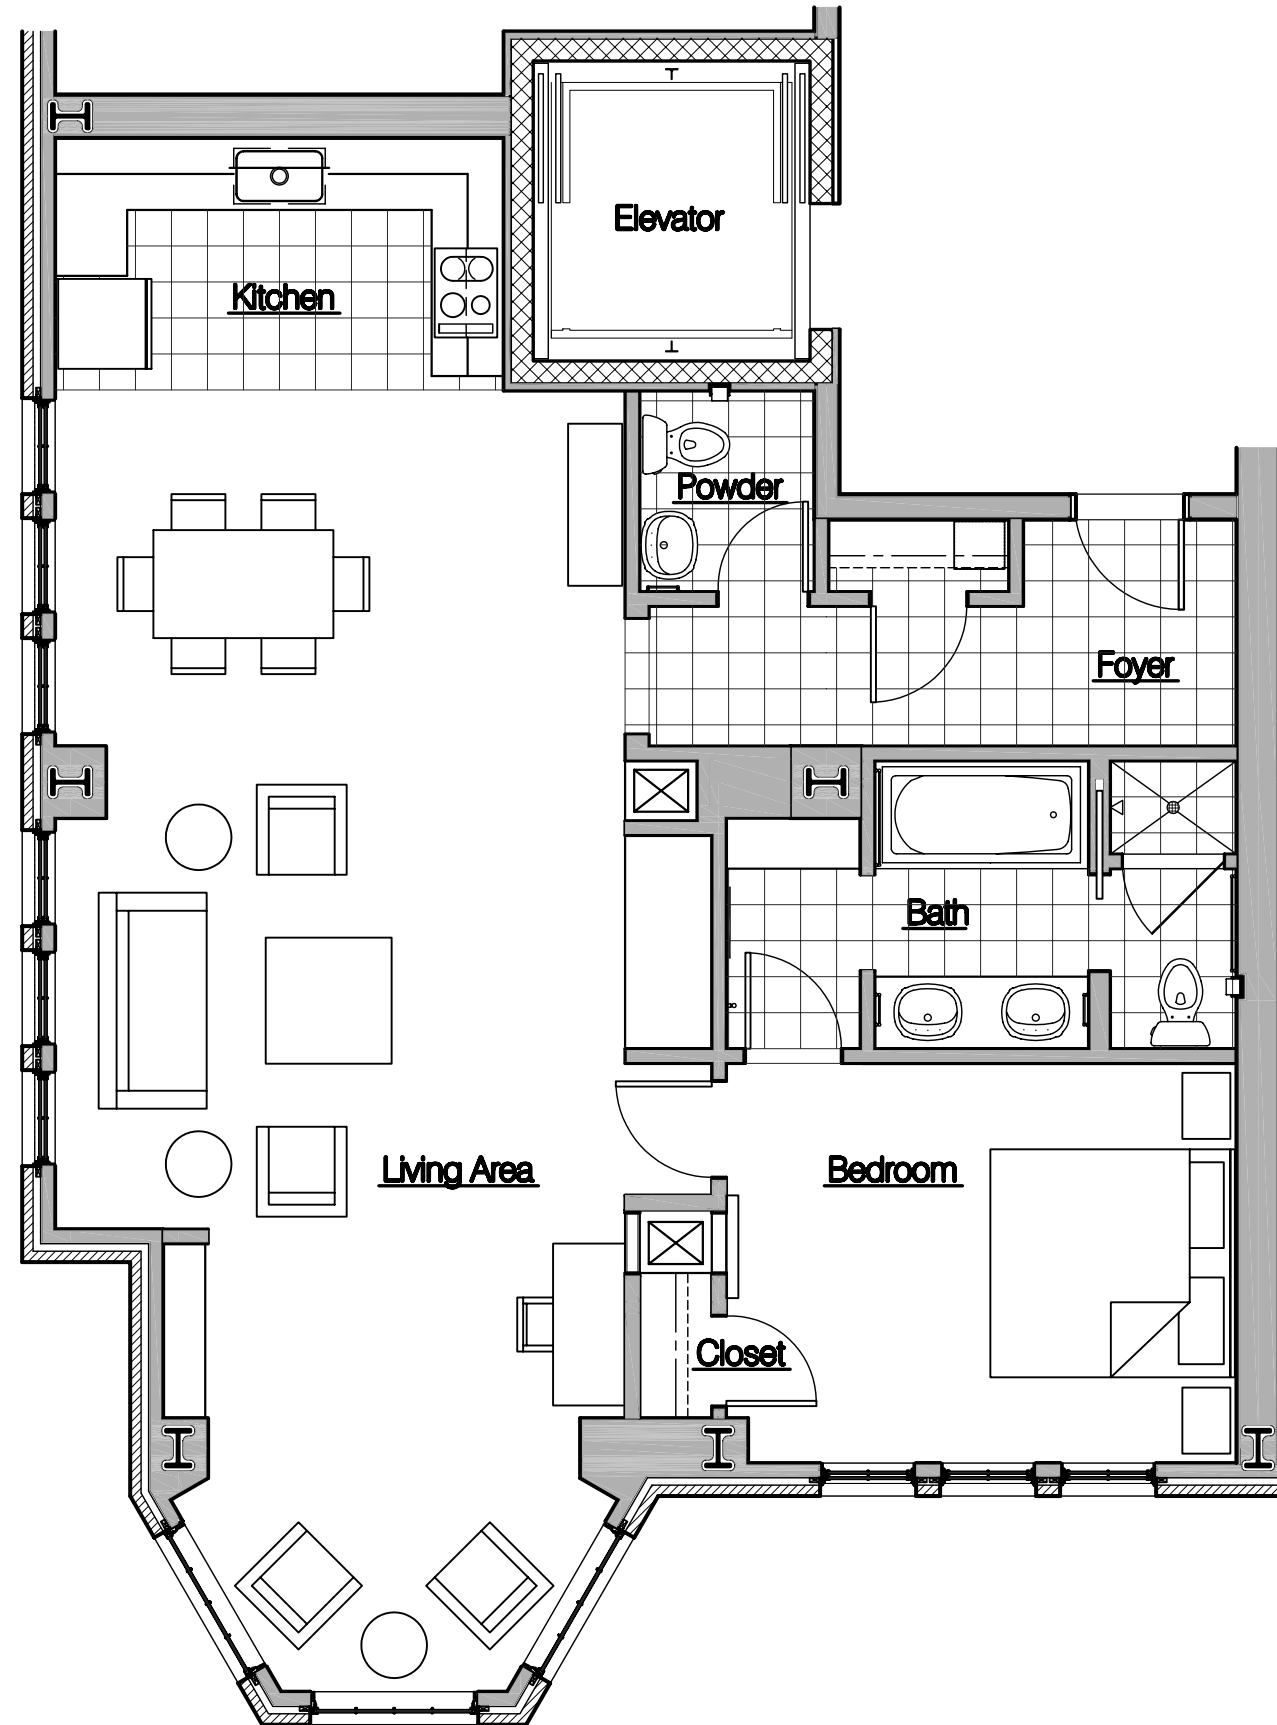 Elevator
Kitchen
Powder
Foyer
Bath
Living Area
Bedroom
Closet